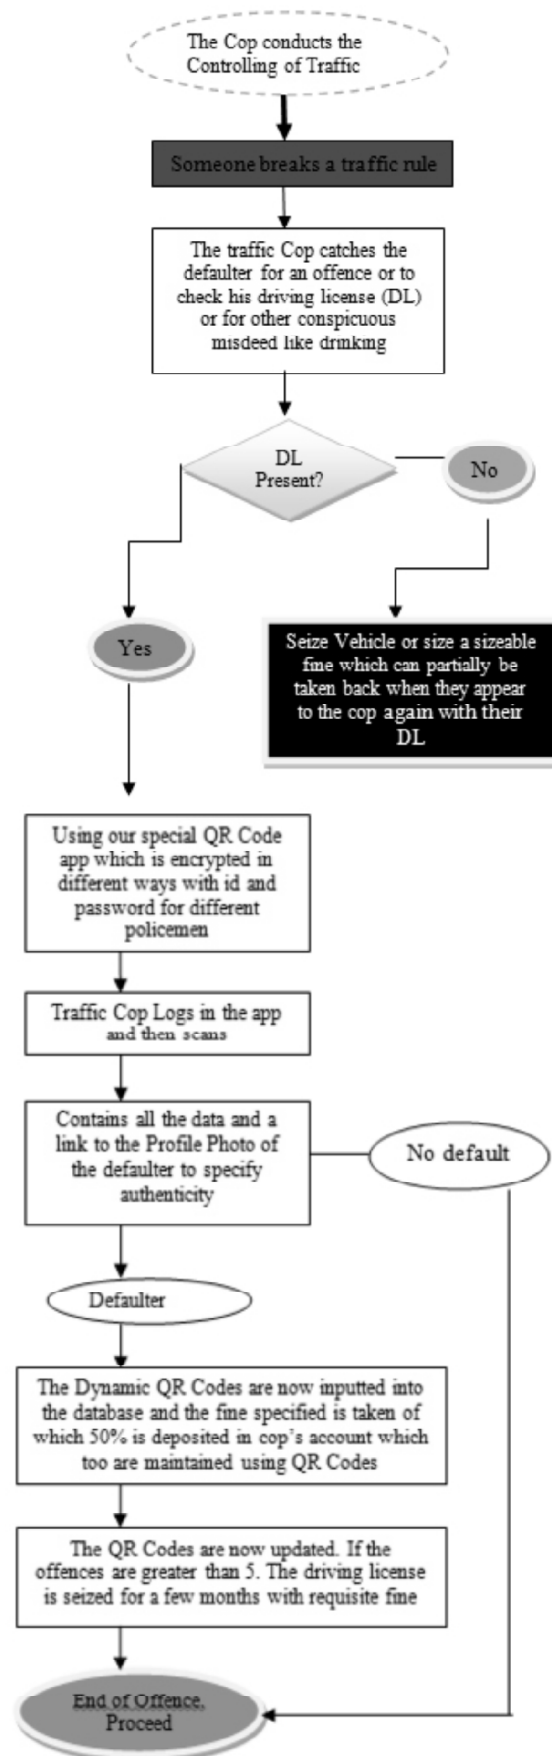 The Cop conducts the
Controlling of Traffic
Someone breaks a traffic rule
The traffic Cop catches the
defaulter for an offence or to
check his driving license (DL)
or for other conspicuous
misdeed like drinking
DL
Present?
No
Yes
Seize Vehicle or size a sizeable
fine which can partially be
taken back when they appear
to the cop again with their
DL
Using our special QR Code
app which is encrypted in
different ways with id and
password for different
policemen
Traffic Cop Logs in the app
and then scans
Contains all the data and a
link to the Profile Photo of
the defaulter to specify
authenticity
No default
Defaulter
The Dynamic QR Codes are now inputted into
the database and the fine specified is taken of
which 50% is deposited in cop's account which
too are maintained using QR Codes
The QR Codes are now updated. If the
offences are greater than 5. The driving license
is seized for a few months with requisite fine
End of Offence.
Proceed